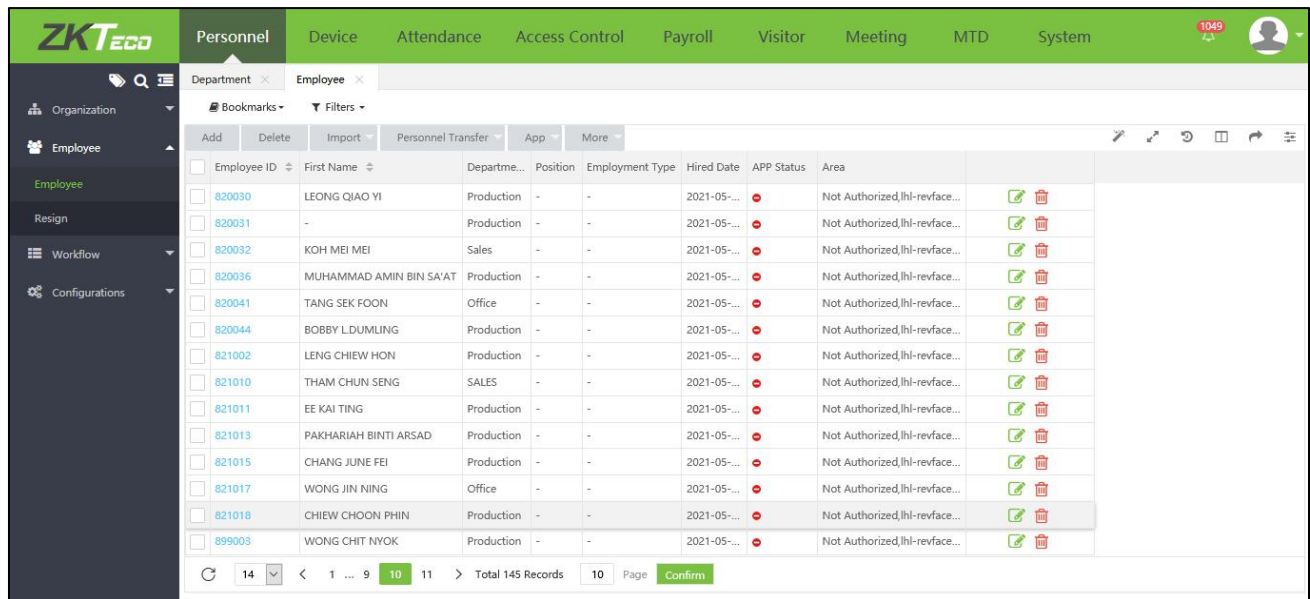 ZKTeco Personnel Device Attendance Access Control Payroll Visitor Meeting MTD System 1049
Department Employee
Organization Bookmarks Filters
Employee Add Delete Import Personnel Transfer App More
Employee ID First Name Departme... Position Employment Type Hired Date APP Status Area
Employee 820030 LEONG QIAO YI Production - - 2021-05-... Not Authorized,lhl-revface...
Resign 820031 - Production - - 2021-05-... Not Authorized,lhl-revface...
Workflow 820032 KOH MEI MEI Sales - - 2021-05-... Not Authorized,lhl-revface...
820036 MUHAMMAD AMIN BIN SA'AT Production - - 2021-05-... Not Authorized,lhl-revface...
Configurations 820041 TANG SEK FOON Office - - 2021-05-... Not Authorized,lhl-revface...
820044 BOBBY L.DUMLING Production - - 2021-05-... Not Authorized,lhl-revface...
821002 LENG CHIEW HON Production - - 2021-05-... Not Authorized,lhl-revface...
821010 THAM CHUN SENG SALES - - 2021-05-... Not Authorized,lhl-revface...
821011 EE KAI TING Production - - 2021-05-... Not Authorized,lhl-revface...
821013 PAKHARIAH BINTI ARSAD Production - - 2021-05-... Not Authorized,lhl-revface...
821015 CHANG JUNE FEI Production - - 2021-05-... Not Authorized,lhl-revface...
821017 WONG JIN NING Office - - 2021-05-... Not Authorized,lhl-revface...
821018 CHIEW CHOON PHIN Production - - 2021-05-... Not Authorized,lhl-revface...
899003 WONG CHIT NYOK Production - - 2021-05-... Not Authorized,lhl-revface...
14 < 1 ... 9 10 11 > Total 145 Records 10 Page Confirm